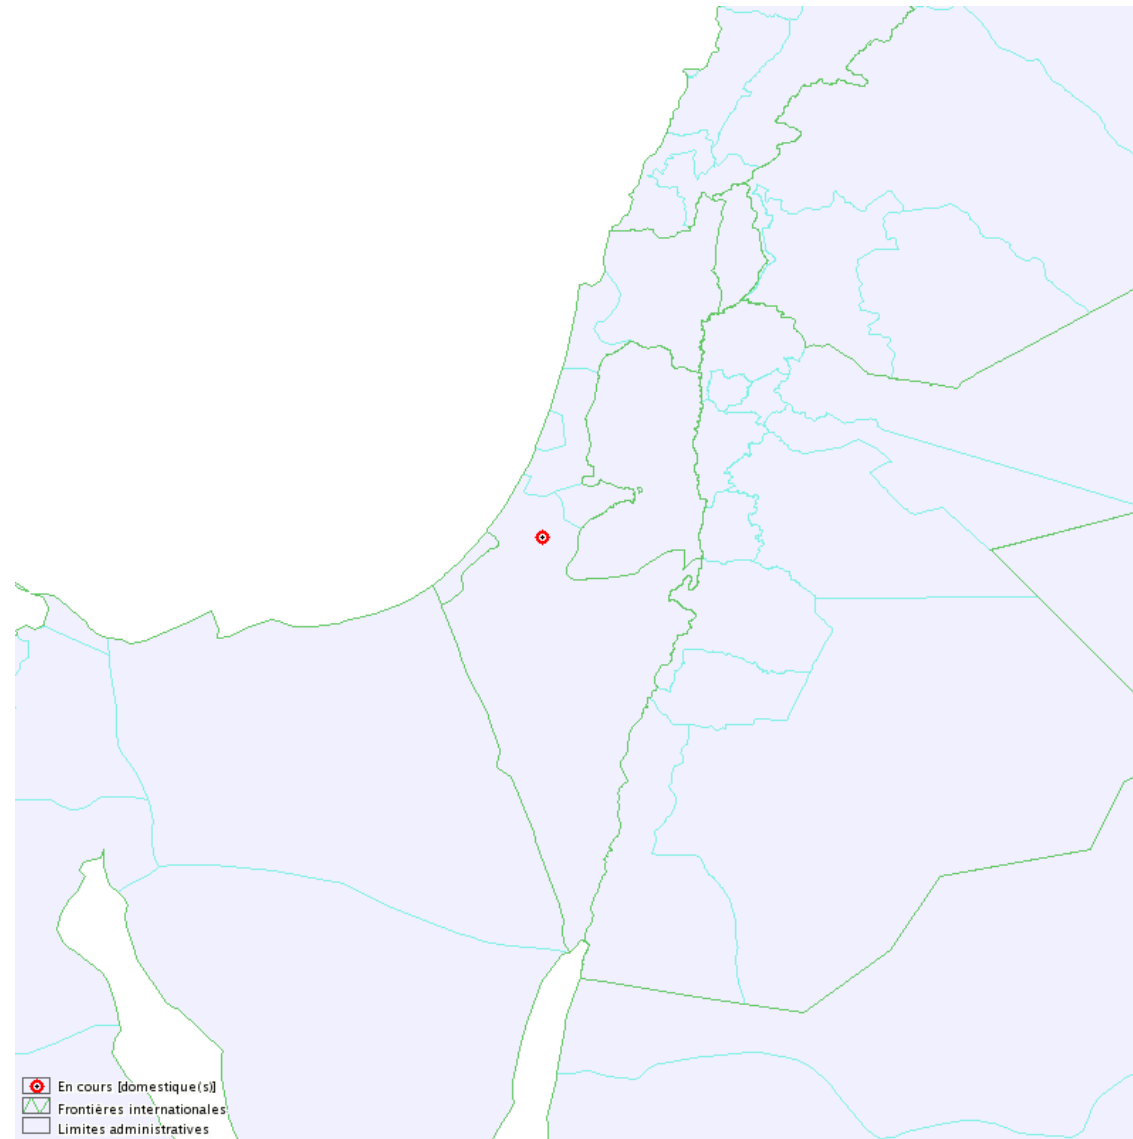 En cours [domestique(s)]
Frontières internationales
Limites administratives